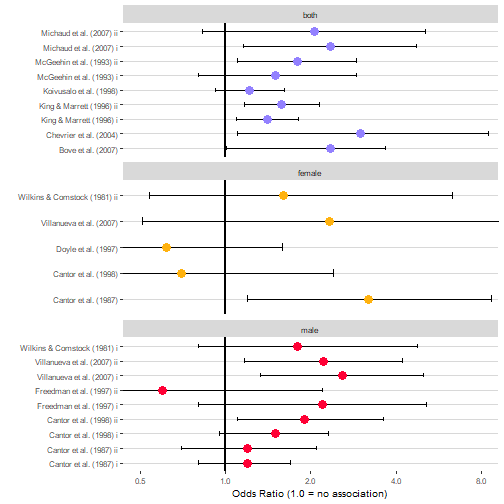 both
Michaud et al. (2007) ii
Michaud et al. (2007) i
McGeehin et al. (1993) ii
McGeehin et al. (1993) i
Koivusalo et al. (1998)
King & Marrett (1996) ii
King & Marrett (1996) i
Chevrier et al. (2004)
Bove et al. (2007)
female
Wilkins & Comstock (1981) ii
Villanueva et al. (2007)
Doyle et al. (1997)
Cantor et al. (1998)
Cantor et al. (1987)
male
Wilkins & Comstock (1981) i
Villanueva et al. (2007) ii
Villanueva et al. (2007) i
Freedman et al. (1997) ii
Freedman et al. (1997) i
Cantor et al. (1998) ii
Cantor et al. (1998) i
Cantor et al. (1987) ii
Cantor et al. (1987) i
0.5 1.0 2.0 4.0 8.0
Odds Ratio (1.0 = no association)